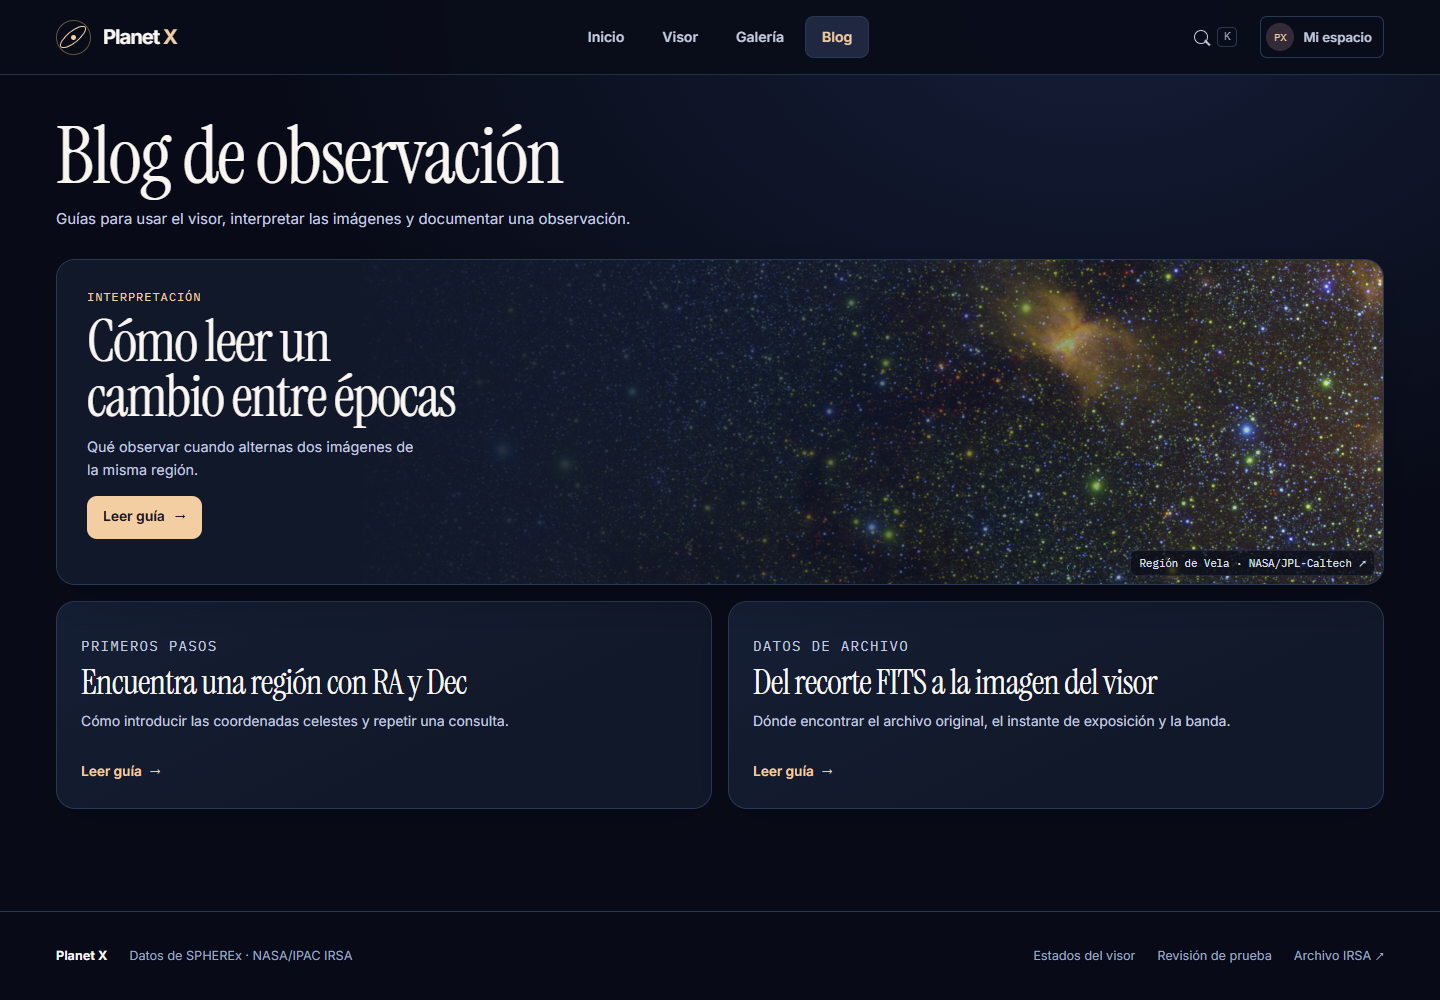 Planet X
Inicio
Visor
Galería
Blog
K
PX
Mi espacio
Blog de observación
Guías para usar el visor, interpretar las imágenes y documentar una observación.
INTERPRETACIÓN
Cómo leer un
cambio entre épocas
Qué observar cuando alternas dos imágenes de
la misma región.
Leer guía →
Región de Vela · NASA/JPL-Caltech ↗
PRIMEROS PASOS
Encuentra una región con RA y Dec
Cómo introducir las coordenadas celestes y repetir una consulta.
Leer guía →
DATOS DE ARCHIVO
Del recorte FITS a la imagen del visor
Dónde encontrar el archivo original, el instante de exposición y la banda.
Leer guía →
Planet X
Datos de SPHEREx · NASA/IPAC IRSA
Estados del visor
Revisión de prueba
Archivo IRSA ↗